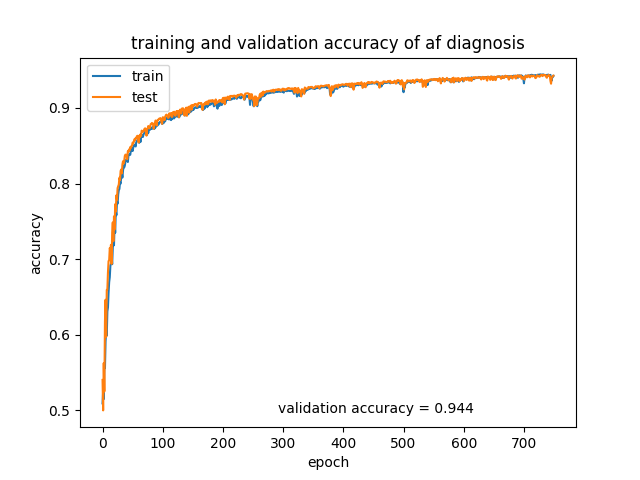 training and validation accuracy of af diagnosis
train
test
accuracy
0.9
0.8
0.7
0.6
0.5
validation accuracy = 0.944
0 100 200 300 400 500 600 700
epoch